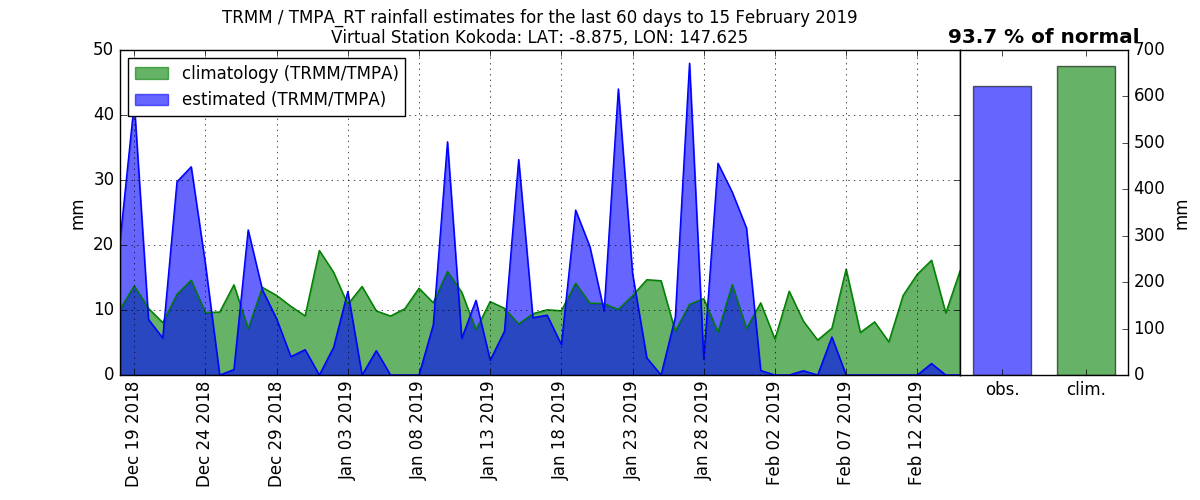 TRMM / TMPA_RT rainfall estimates for the last 60 days to 15 February 2019
Virtual Station Kokoda: LAT: -8.875, LON: 147.625
93.7 % of normal
climatology (TRMM/TMPA)
estimated (TRMM/TMPA)
50
40
30
20
10
0
mm
700
600
500
400
300
200
100
0
mm
Dec 19 2018
Dec 24 2018
Dec 29 2018
Jan 03 2019
Jan 08 2019
Jan 13 2019
Jan 18 2019
Jan 23 2019
Jan 28 2019
Feb 02 2019
Feb 07 2019
Feb 12 2019
obs.
clim.